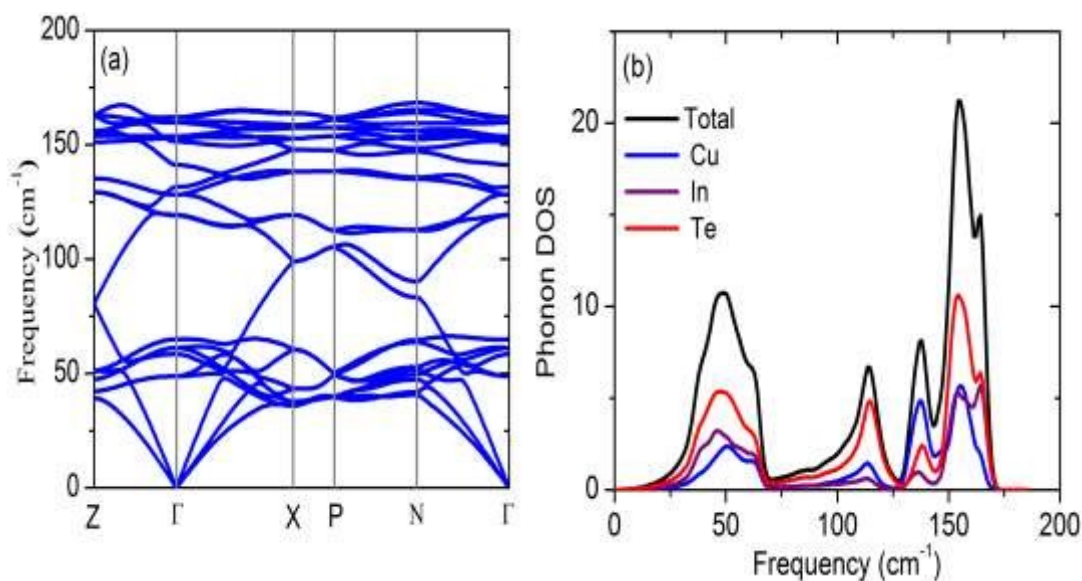 (a)
Frequency (cm⁻¹)
200
150
100
50
0
Z Γ X P N Γ
(b)
Phonon DOS
20
10
0
Total
Cu
In
Te
0 50 100 150 200
Frequency (cm⁻¹)